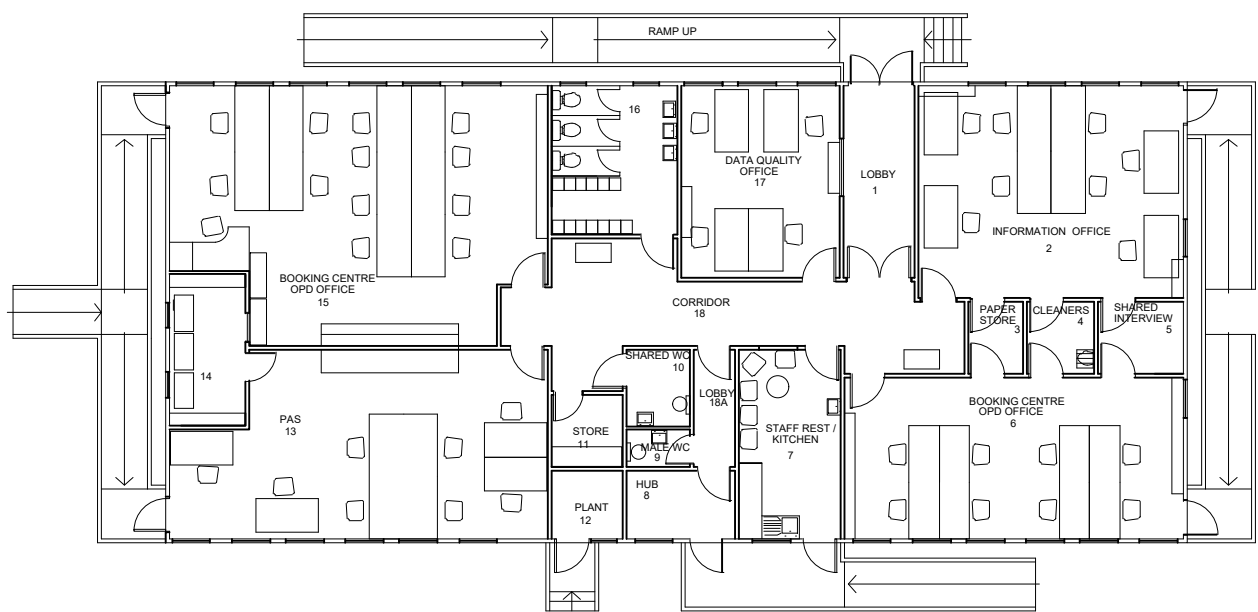 RAMP UP
16
DATA QUALITY
OFFICE
17
LOBBY
1
INFORMATION OFFICE
2
BOOKING CENTRE
OPD OFFICE
15
CORRIDOR
18
PAPER
STORE
3
CLEANERS
4
SHARED
INTERVIEW
5
14
SHARED WC
10
LOBBY
18A
BOOKING CENTRE
OPD OFFICE
6
PAS
13
STORE
11
MALE WC
9
STAFF REST /
KITCHEN
7
HUB
8
PLANT
12